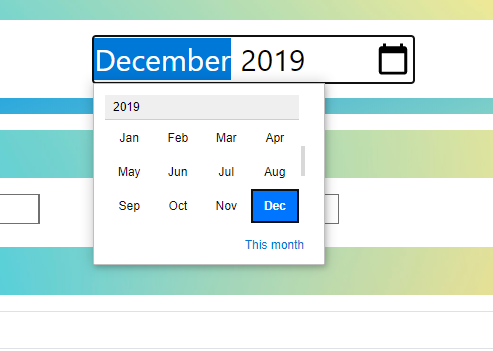 December 2019
2019
Jan Feb Mar Apr
May Jun Jul Aug
Sep Oct Nov Dec
This month